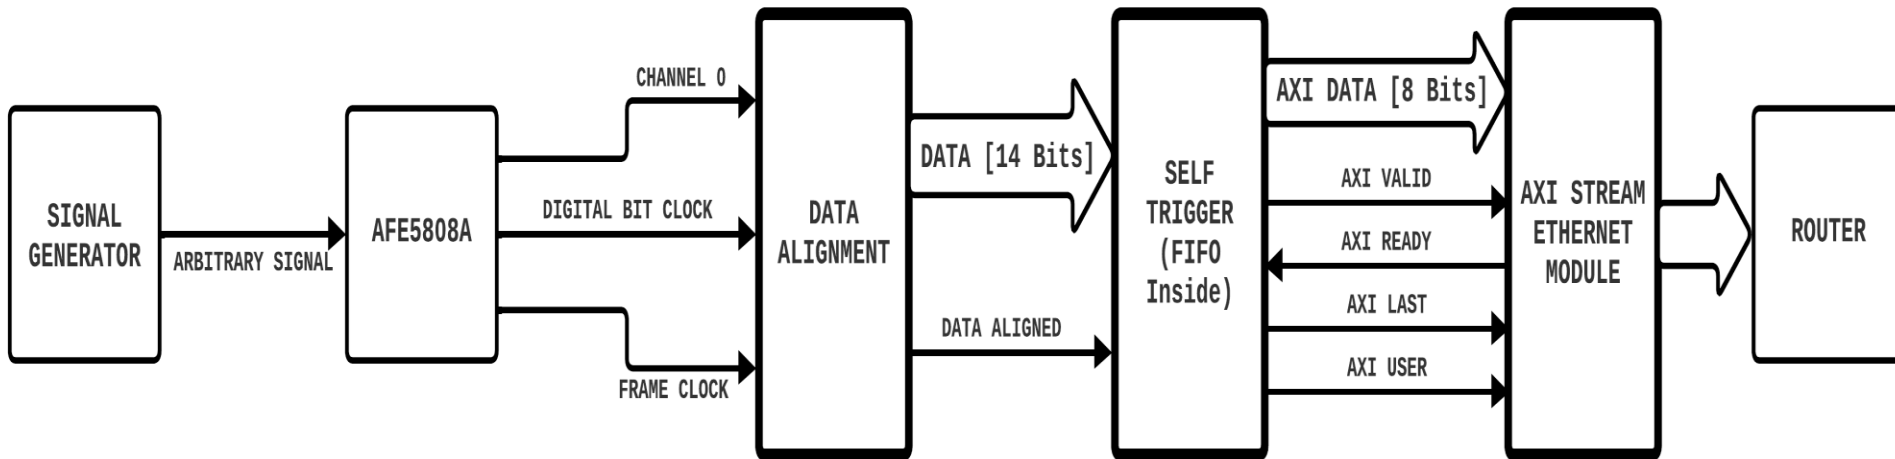 SIGNAL
GENERATOR
ARBITRARY SIGNAL
AFE5808A
CHANNEL 0
DIGITAL BIT CLOCK
FRAME CLOCK
DATA
ALIGNMENT
DATA [14 Bits]
DATA ALIGNED
SELF
TRIGGER
(FIFO
Inside)
AXI DATA [8 Bits]
AXI VALID
AXI READY
AXI LAST
AXI USER
AXI STREAM
ETHERNET
MODULE
ROUTER